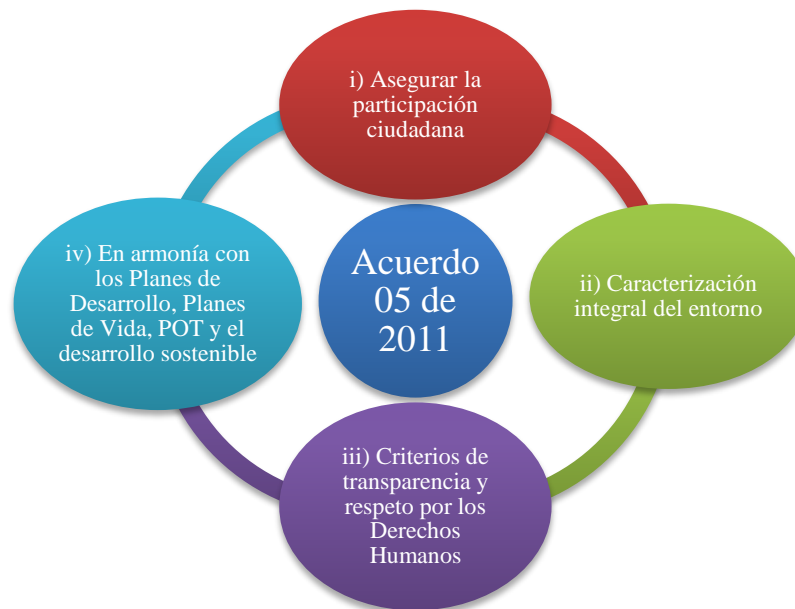 i) Asegurar la
participación
ciudadana
iv) En armonía con
los Planes de
Desarrollo, Planes
de Vida, POT y el
desarrollo sostenible
Acuerdo
05 de
2011
ii) Caracterización
integral del entorno
iii) Criterios de
transparencia y
respeto por los
Derechos
Humanos